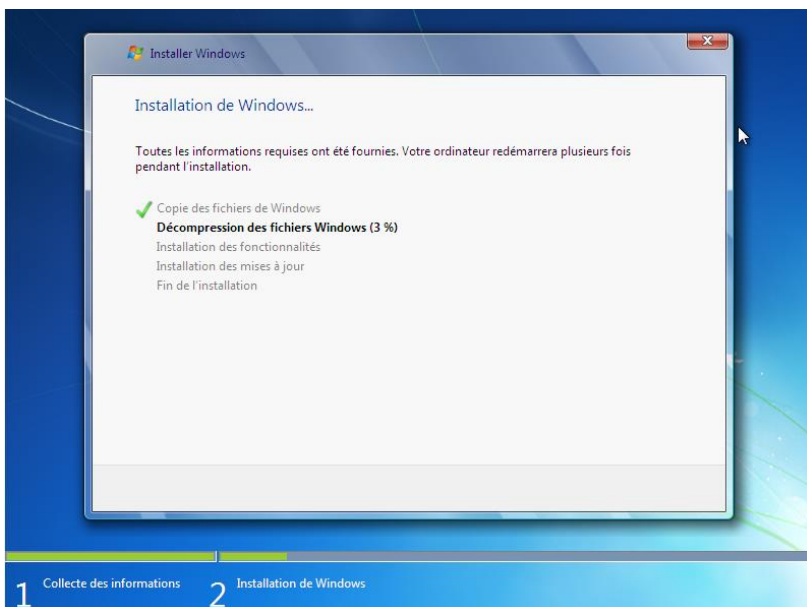 Installer Windows
Installation de Windows...
Toutes les informations requises ont été fournies. Votre ordinateur redémarrera plusieurs fois
pendant l'installation.
Copie des fichiers de Windows
Décompression des fichiers Windows (3 %)
Installation des fonctionnalités
Installation des mises à jour
Fin de l'installation
1 Collecte des informations 2 Installation de Windows